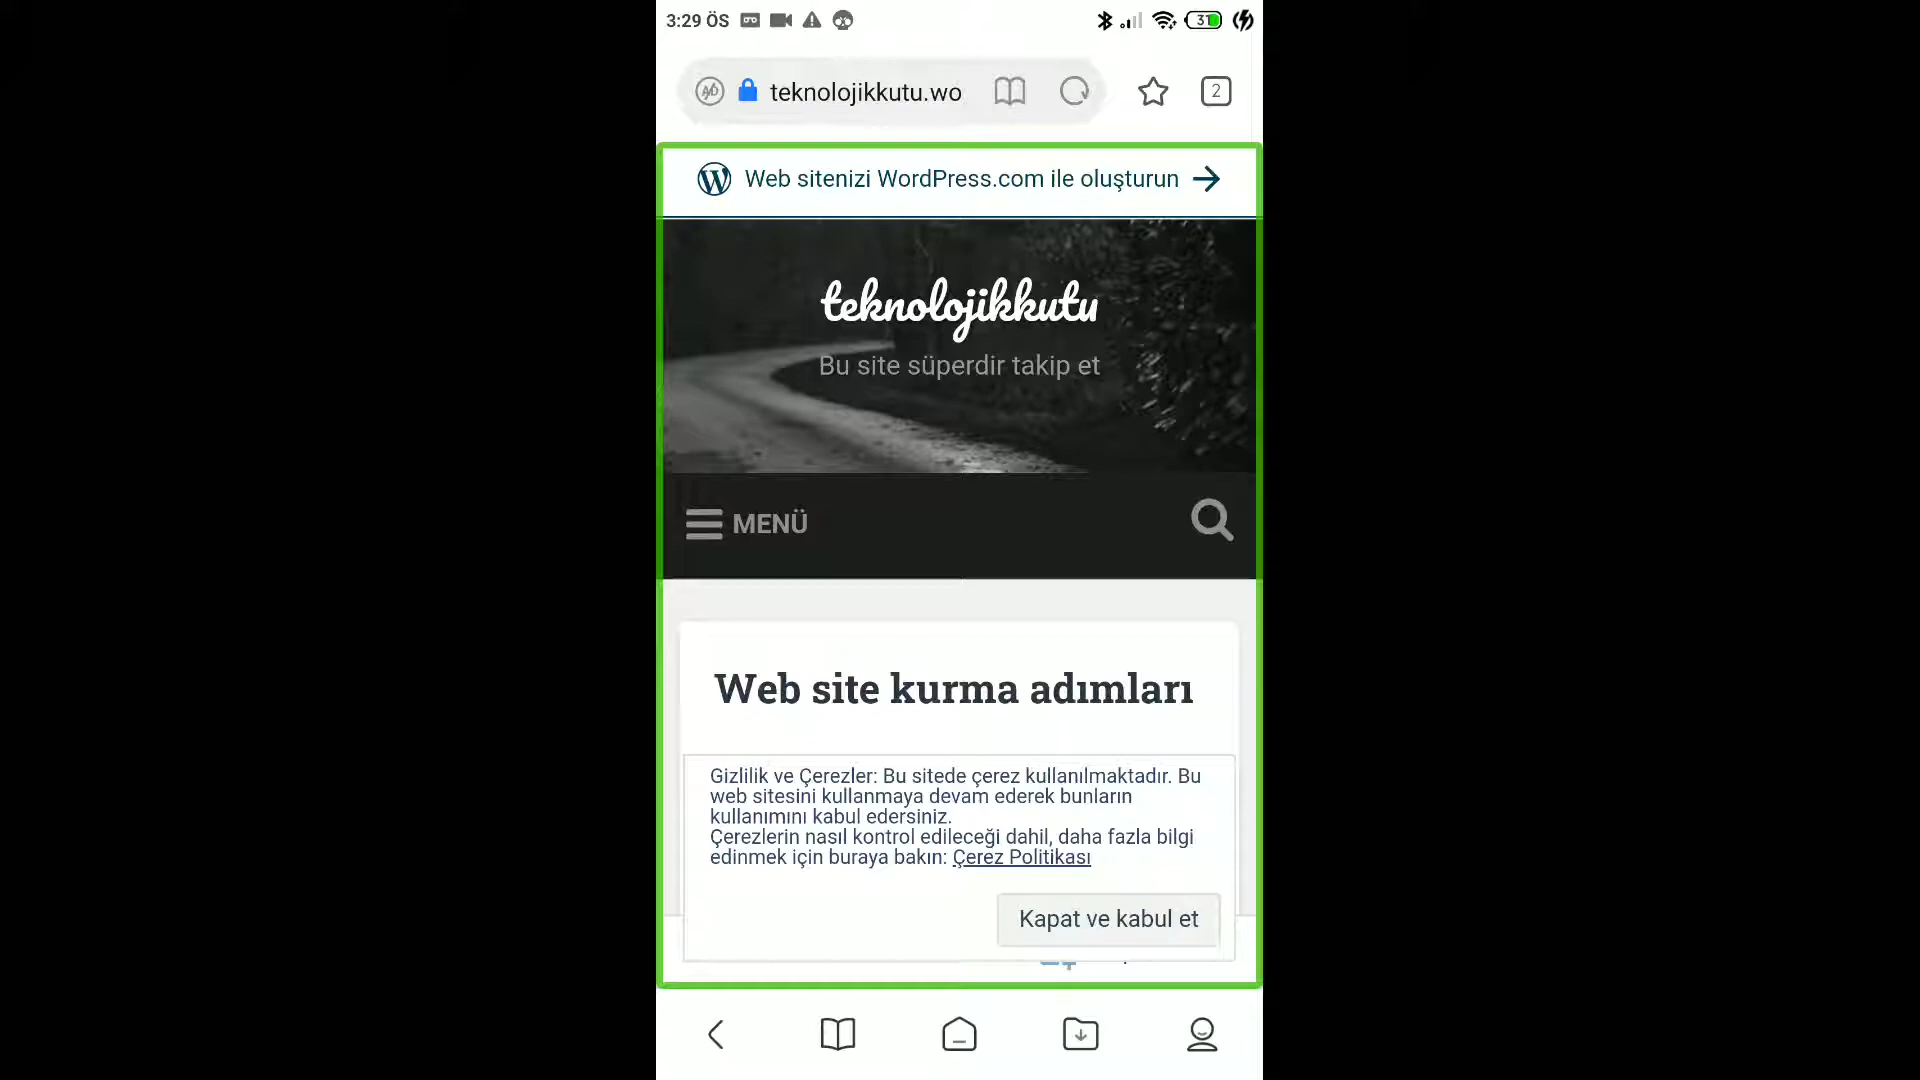 3:29 ÖS
31
teknolojikkutu.wo
2
Web sitenizi WordPress.com ile oluşturun
teknolojikkutu
Bu site süperdir takip et
MENÜ
Web site kurma adımları
Gizlilik ve Çerezler: Bu sitede çerez kullanılmaktadır. Bu
web sitesini kullanmaya devam ederek bunların
kullanımını kabul edersiniz.
Çerezlerin nasıl kontrol edileceği dahil, daha fazla bilgi
edinmek için buraya bakın: Çerez Politikası
Kapat ve kabul et